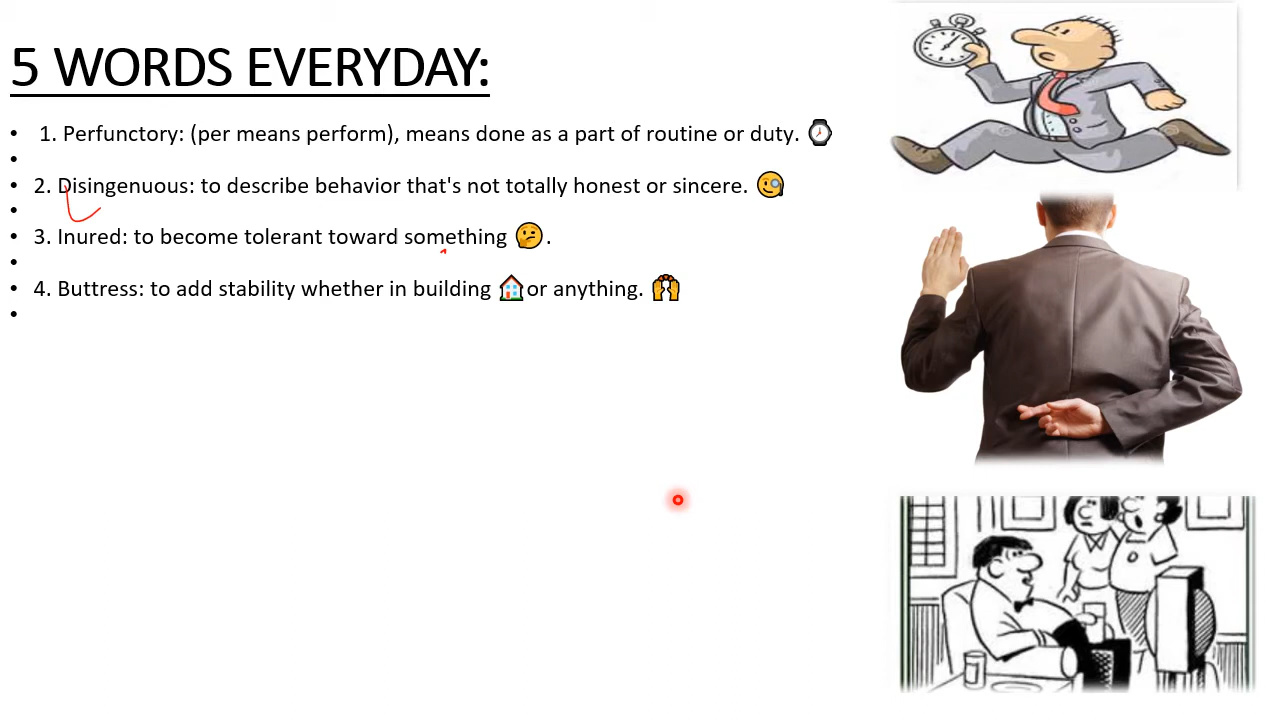 5 WORDS EVERYDAY:
• 1. Perfunctory: (per means perform), means done as a part of routine or duty. ⌚
•
• 2. Disingenuous: to describe behavior that's not totally honest or sincere. 🧐
•
• 3. Inured: to become tolerant toward something 🤔.
•
• 4. Buttress: to add stability whether in building 🏠or anything. 🙌
•